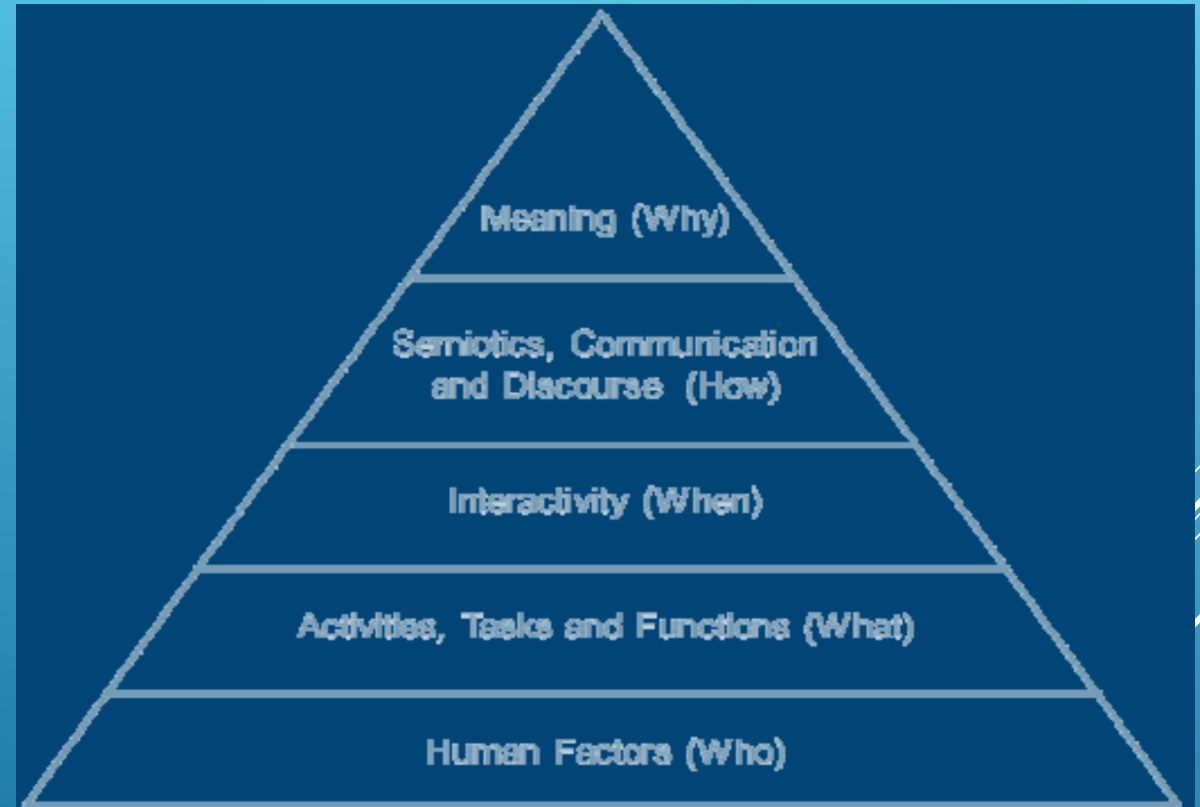 Meaning (Why)
Semiotics, Communication
and Discourse (How)
Interactivity (When)
Activities, Tasks and Functions (What)
Human Factors (Who)